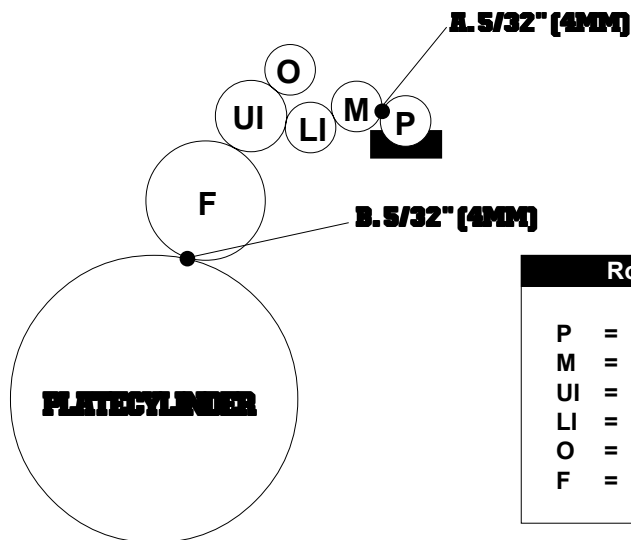 A. 5/32" (4MM)
O
UI
LI
M
P
F
B. 5/32" (4MM)
PLATECYLINDER
Ro
P =
M =
UI =
LI =
O =
F =